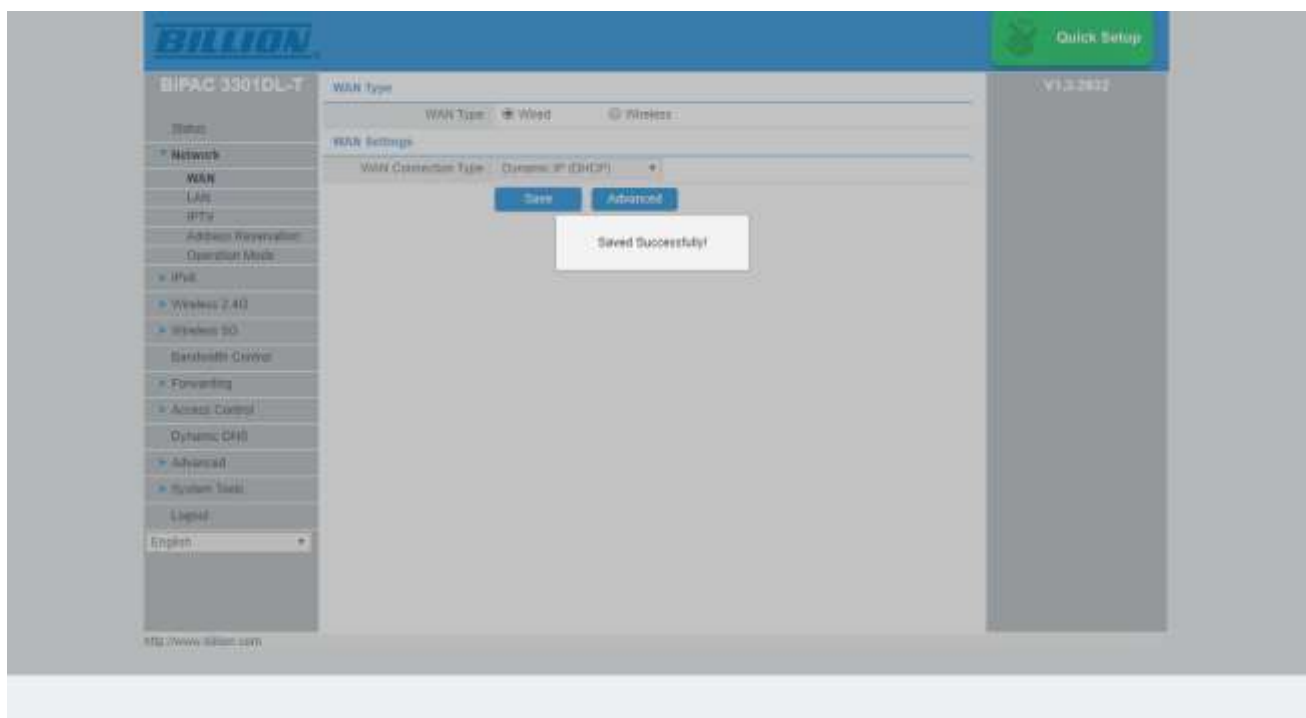 BILLION
Quick Setup
BiPAC 3301DL-T
V1.3.2832
WAN Type
WAN Type Wired Wireless
WAN Settings
WAN Connection Type Dynamic IP (DHCP)
Save Advanced
Saved Successfully!
Status
Network
WAN
LAN
IPTV
Address Reservation
Operation Mode
IPv6
Wireless 2.4G
Wireless 5G
Bandwidth Control
Forwarding
Access Control
Dynamic DNS
Advanced
System Tools
Logout
English
http://www.billion.com